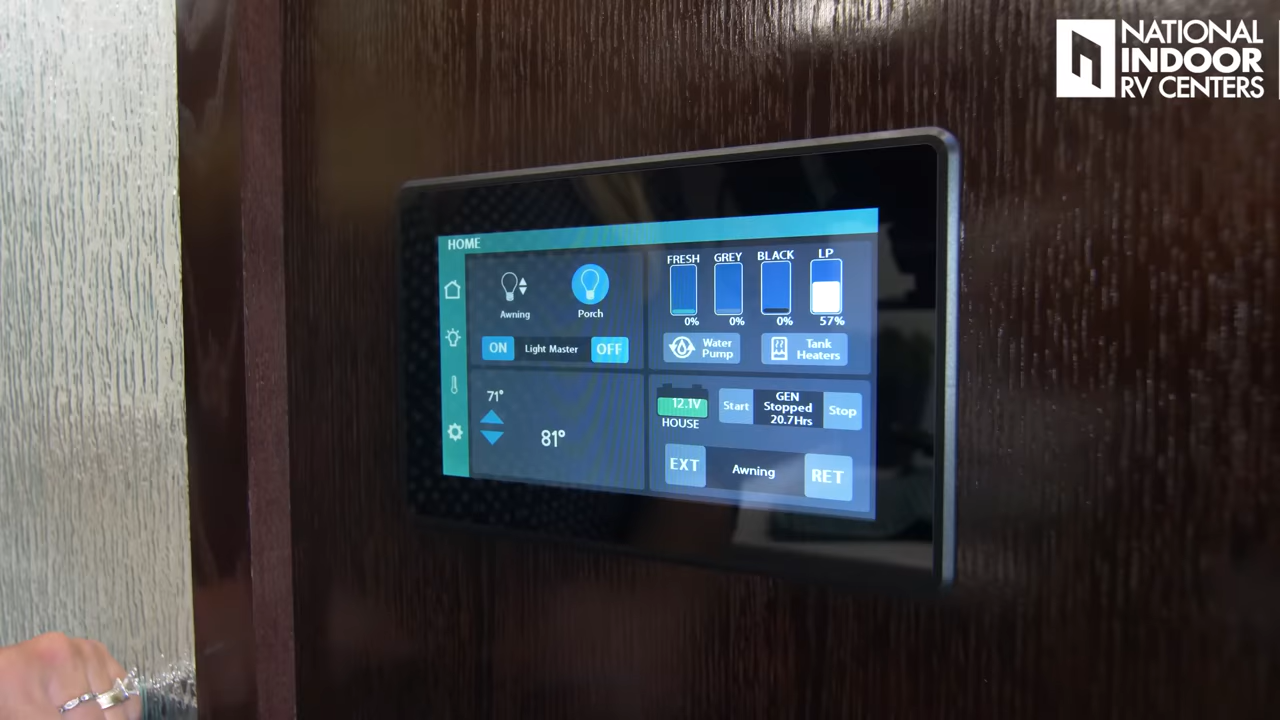 NATIONAL
INDOOR
RV CENTERS
HOME
Awning
Porch
ON Light Master OFF
71°
81°
FRESH GREY BLACK LP
0% 0% 0% 57%
Water
Pump
Tank
Heaters
12.1V
HOUSE
Start
GEN
Stopped
20.7Hrs
Stop
EXT Awning RET